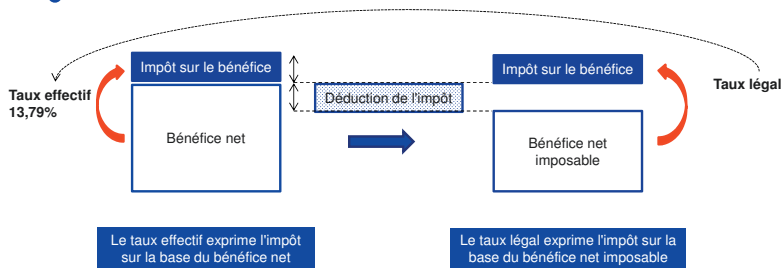 Impôt sur le bénéfice
Impôt sur le bénéfice
Taux effectif
13,79%
Déduction de l'impôt
Taux légal
Bénéfice net
Bénéfice net
imposable
Le taux effectif exprime l'impôt
sur la base du bénéfice net
Le taux légal exprime l'impôt sur la
base du bénéfice net imposable